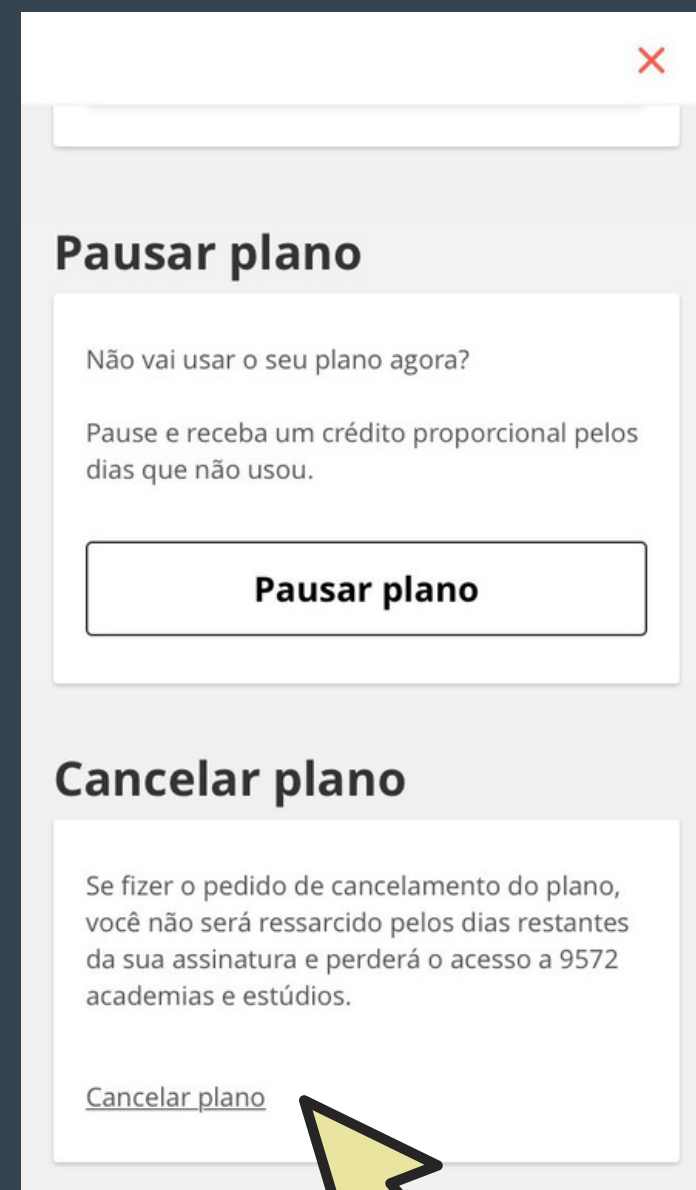 Pausar plano
Não vai usar o seu plano agora?
Pause e receba um crédito proporcional pelos
dias que não usou.
Pausar plano
Cancelar plano
Se fizer o pedido de cancelamento do plano,
você não será ressarcido pelos dias restantes
da sua assinatura e perderá o acesso a 9572
academias e estúdios.
Cancelar plano